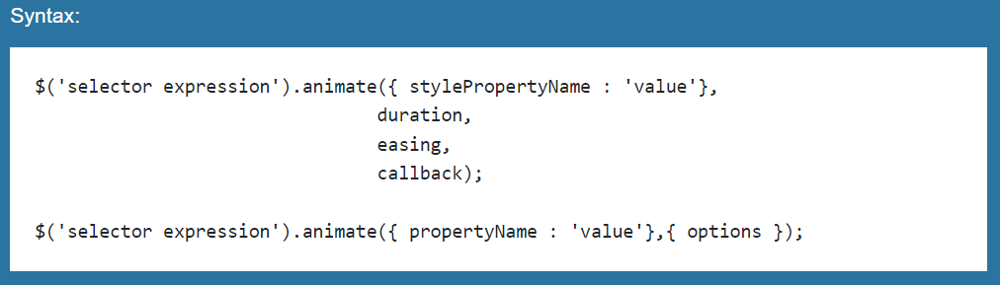 Syntax:
$('selector expression').animate({ stylePropertyName : 'value'},
duration,
easing,
callback);
$('selector expression').animate({ propertyName : 'value'},{ options });